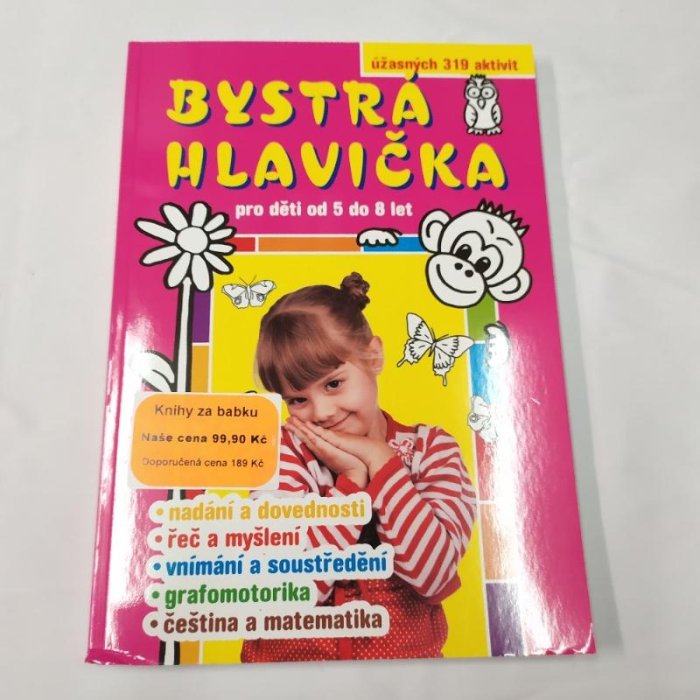 úžasných 319 aktivit
BYSTRÁ
HLAVIČKA
pro děti od 5 do 8 let
Knihy za babku
Naše cena 99,90 Kč
Doporučená cena 189 Kč
• nadání a dovednosti
• řeč a myšlení
• vnímání a soustředění
• grafomotorika
• čeština a matematika